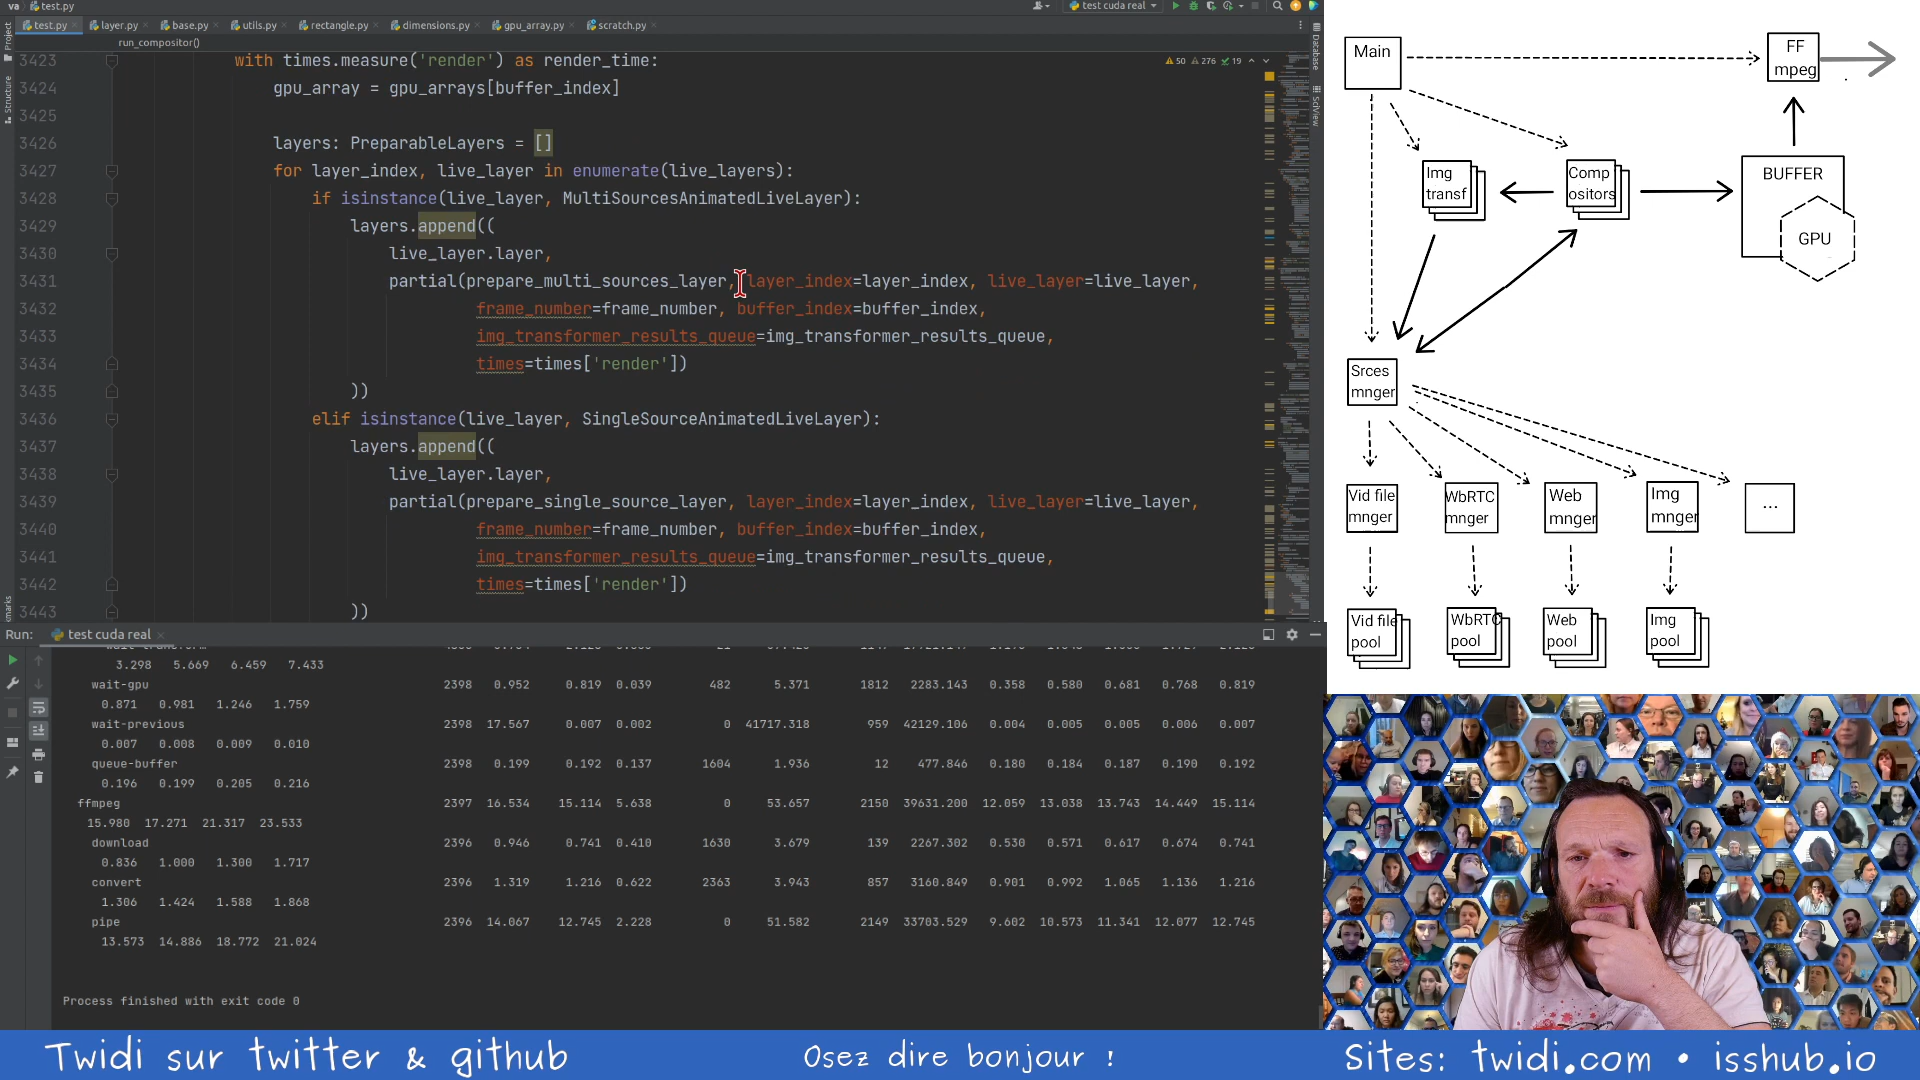 va test.py
test cuda real
test.py layer.py base.py utils.py rectangle.py dimensions.py gpu_array.py scratch.py
run_compositor()
Project
Structure
Database
SciView
50 276 19
3423 with times.measure('render') as render_time:
3424 gpu_array = gpu_arrays[buffer_index]
3425
3426 layers: PreparableLayers = []
3427 for layer_index, live_layer in enumerate(live_layers):
3428 if isinstance(live_layer, MultiSourcesAnimatedLiveLayer):
3429 layers.append((
3430 live_layer.layer,
3431 partial(prepare_multi_sources_layer, layer_index=layer_index, live_layer=live_layer,
3432 frame_number=frame_number, buffer_index=buffer_index,
3433 img_transformer_results_queue=img_transformer_results_queue,
3434 times=times['render'])
3435 ))
3436 elif isinstance(live_layer, SingleSourceAnimatedLiveLayer):
3437 layers.append((
3438 live_layer.layer,
3439 partial(prepare_single_source_layer, layer_index=layer_index, live_layer=live_layer,
3440 frame_number=frame_number, buffer_index=buffer_index,
3441 img_transformer_results_queue=img_transformer_results_queue,
3442 times=times['render'])
3443 ))
Run: test cuda real
3.298 5.669 6.459 7.433
wait-gpu 2398 0.952 0.819 0.039 482 5.371 1812 2283.143 0.358 0.580 0.681 0.768 0.819
0.871 0.981 1.246 1.759
wait-previous 2398 17.567 0.007 0.002 0 41717.318 959 42129.106 0.004 0.005 0.005 0.006 0.007
0.007 0.008 0.009 0.010
queue-buffer 2398 0.199 0.192 0.137 1604 1.936 12 477.846 0.180 0.184 0.187 0.190 0.192
0.196 0.199 0.205 0.216
ffmpeg 2397 16.534 15.114 5.638 0 53.657 2150 39631.200 12.059 13.038 13.743 14.449 15.114
15.980 17.271 21.317 23.533
download 2396 0.946 0.741 0.410 1630 3.679 139 2267.302 0.530 0.571 0.617 0.674 0.741
0.836 1.000 1.300 1.717
convert 2396 1.319 1.216 0.622 2363 3.943 857 3160.849 0.901 0.992 1.065 1.136 1.216
1.306 1.424 1.588 1.868
pipe 2396 14.067 12.745 2.228 0 51.582 2149 33703.529 9.602 10.573 11.341 12.077 12.745
13.573 14.886 18.772 21.024
Process finished with exit code 0
Main
FF
mpeg
Img
transf
Comp
ositors
BUFFER
GPU
Srces
mnger
Vid file
mnger
WbRTC
mnger
Web
mnger
Img
mnger
...
Vid file
pool
WbRTC
pool
Web
pool
Img
pool
Twidi sur twitter & github
Osez dire bonjour !
Sites: twidi.com • isshub.io